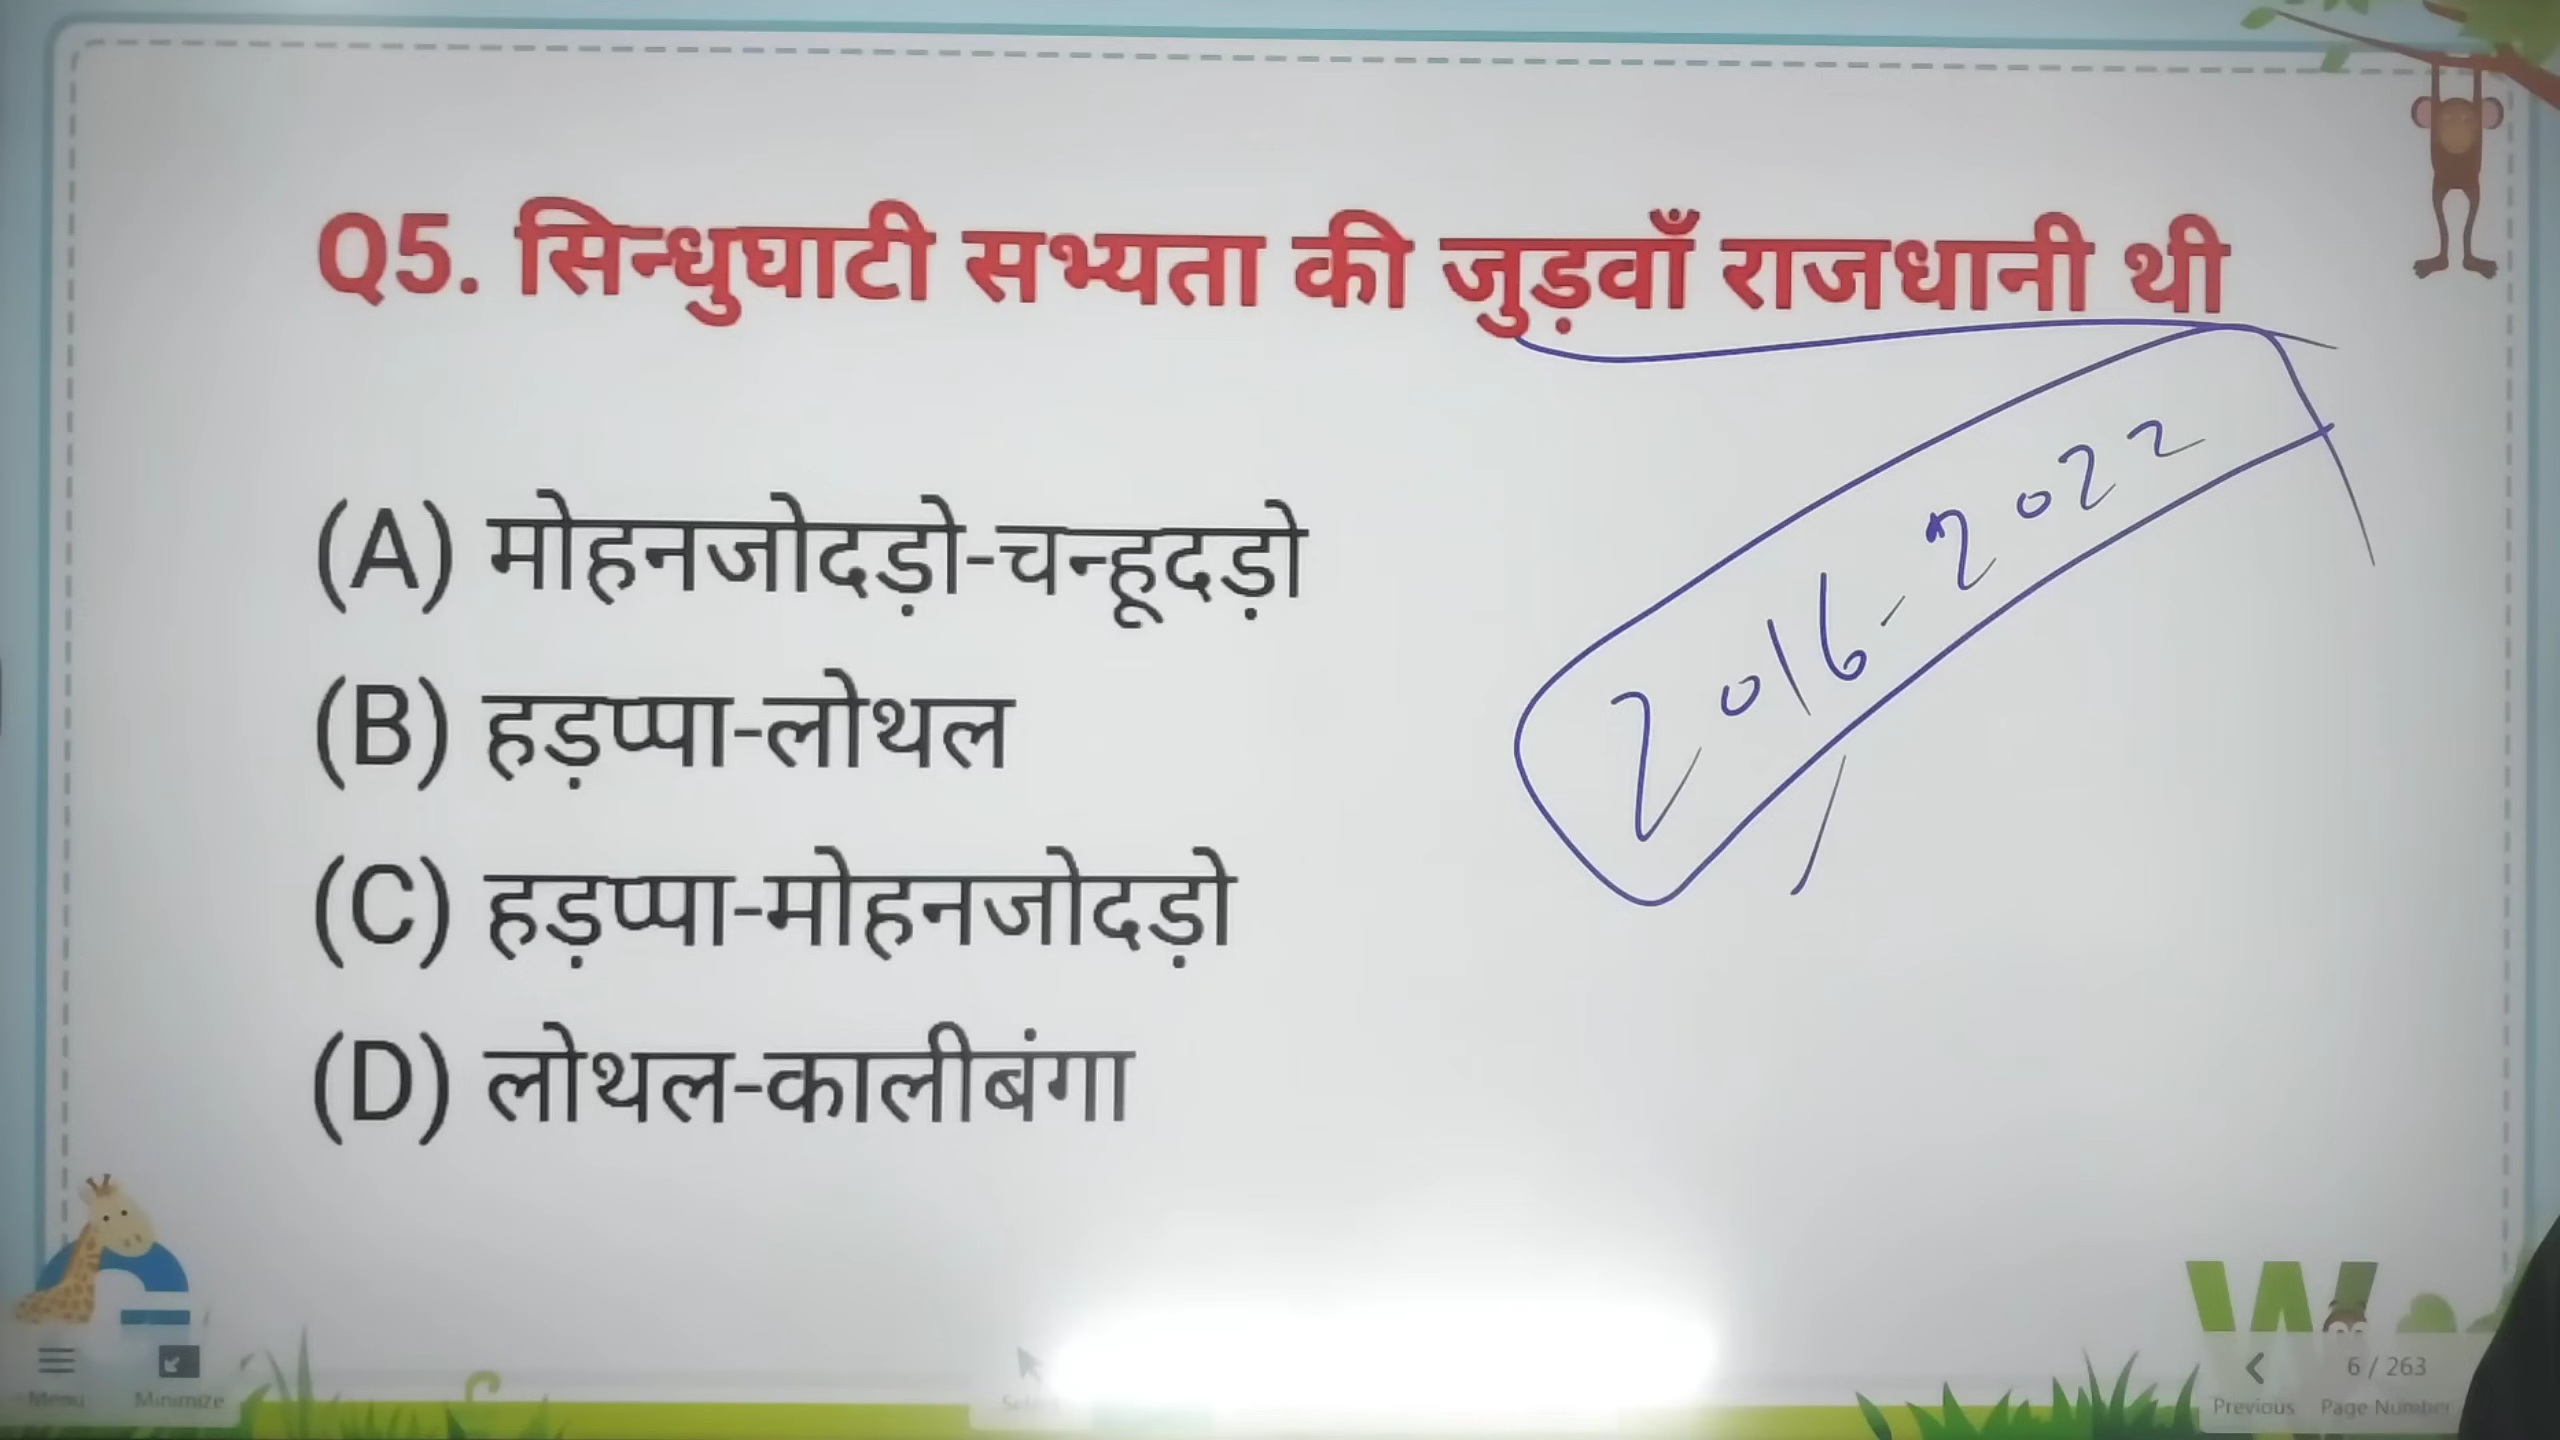 Q5. सिन्धुघाटी सभ्यता की जुड़वाँ राजधानी थी
(A) मोहनजोदड़ो-चन्हूदड़ो
(B) हड़प्पा-लोथल
(C) हड़प्पा-मोहनजोदड़ो
(D) लोथल-कालीबंगा
2016-2022
W
Menu
Minimize
6 / 263
Previous
Page Number